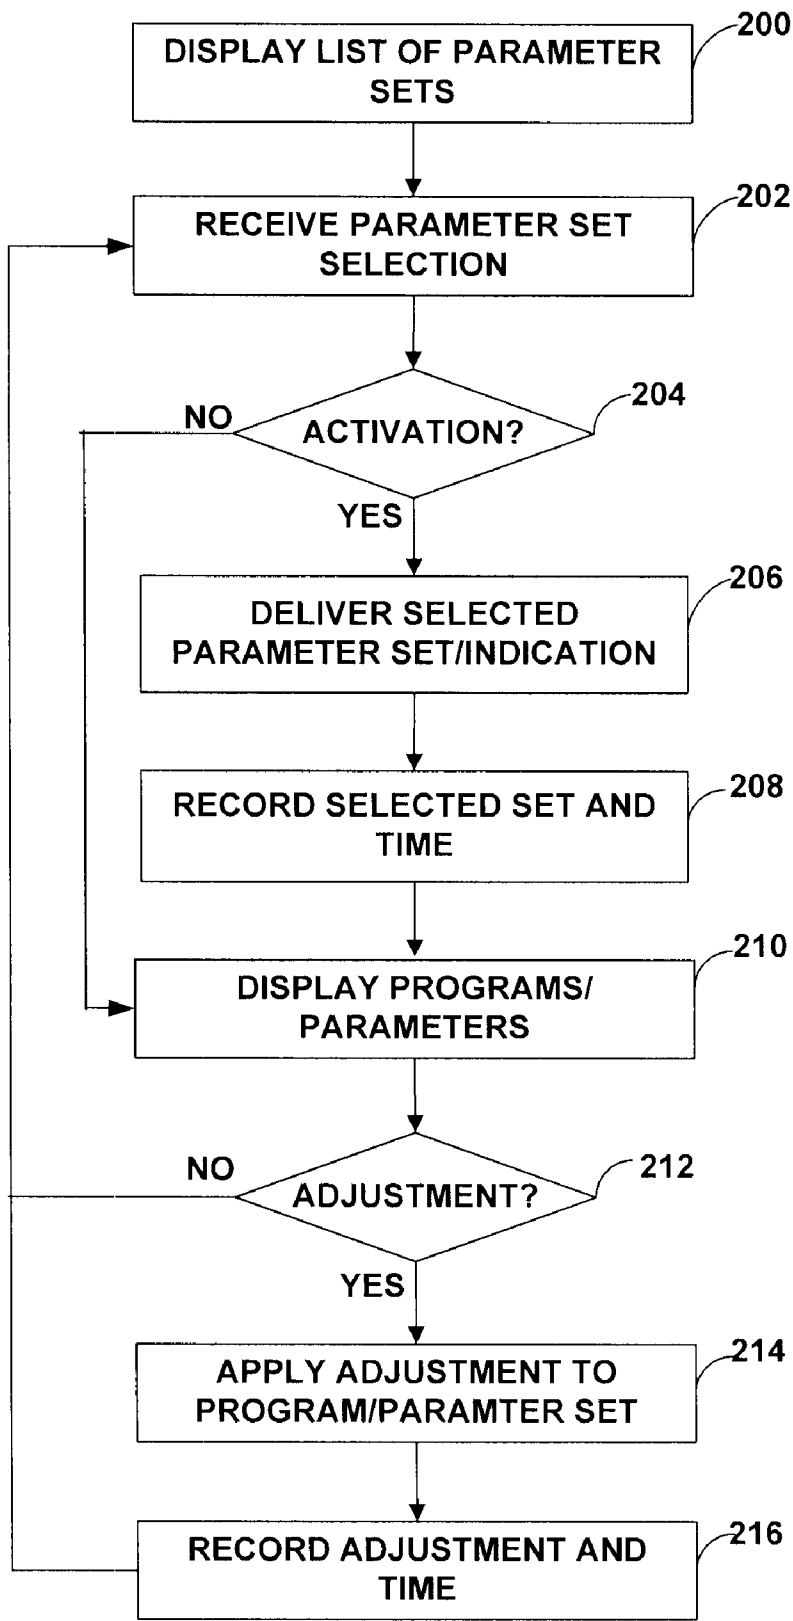 200
DISPLAY LIST OF PARAMETER
SETS
202
RECEIVE PARAMETER SET
SELECTION
204
NO
ACTIVATION?
YES
206
DELIVER SELECTED
PARAMETER SET/INDICATION
208
RECORD SELECTED SET AND
TIME
210
DISPLAY PROGRAMS/
PARAMETERS
212
NO
ADJUSTMENT?
YES
214
APPLY ADJUSTMENT TO
PROGRAM/PARAMTER SET
216
RECORD ADJUSTMENT AND
TIME